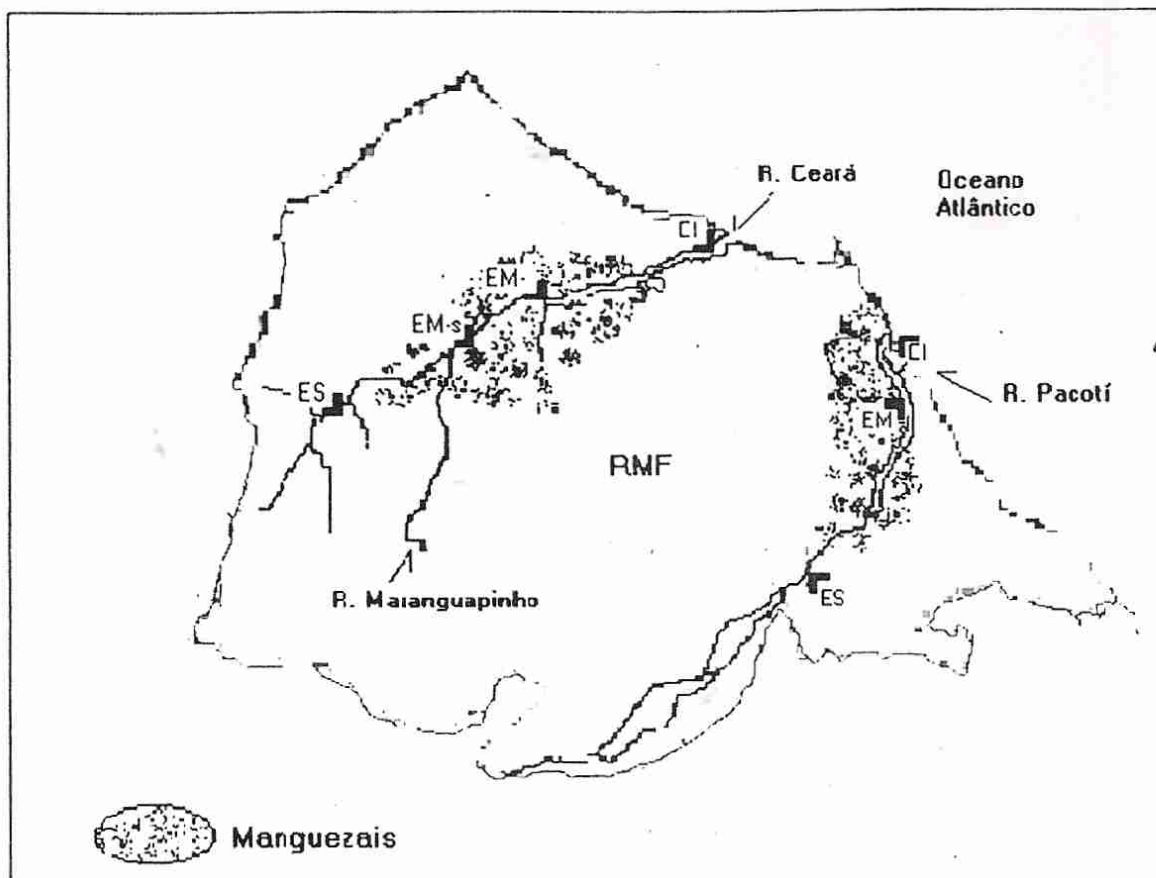 R. Ceará
Oceano
Atlântico
CI
EM
EM-s
CI
ES
R. Pacotí
EM
RMF
R. Maranguapinho
ES
Manguezais